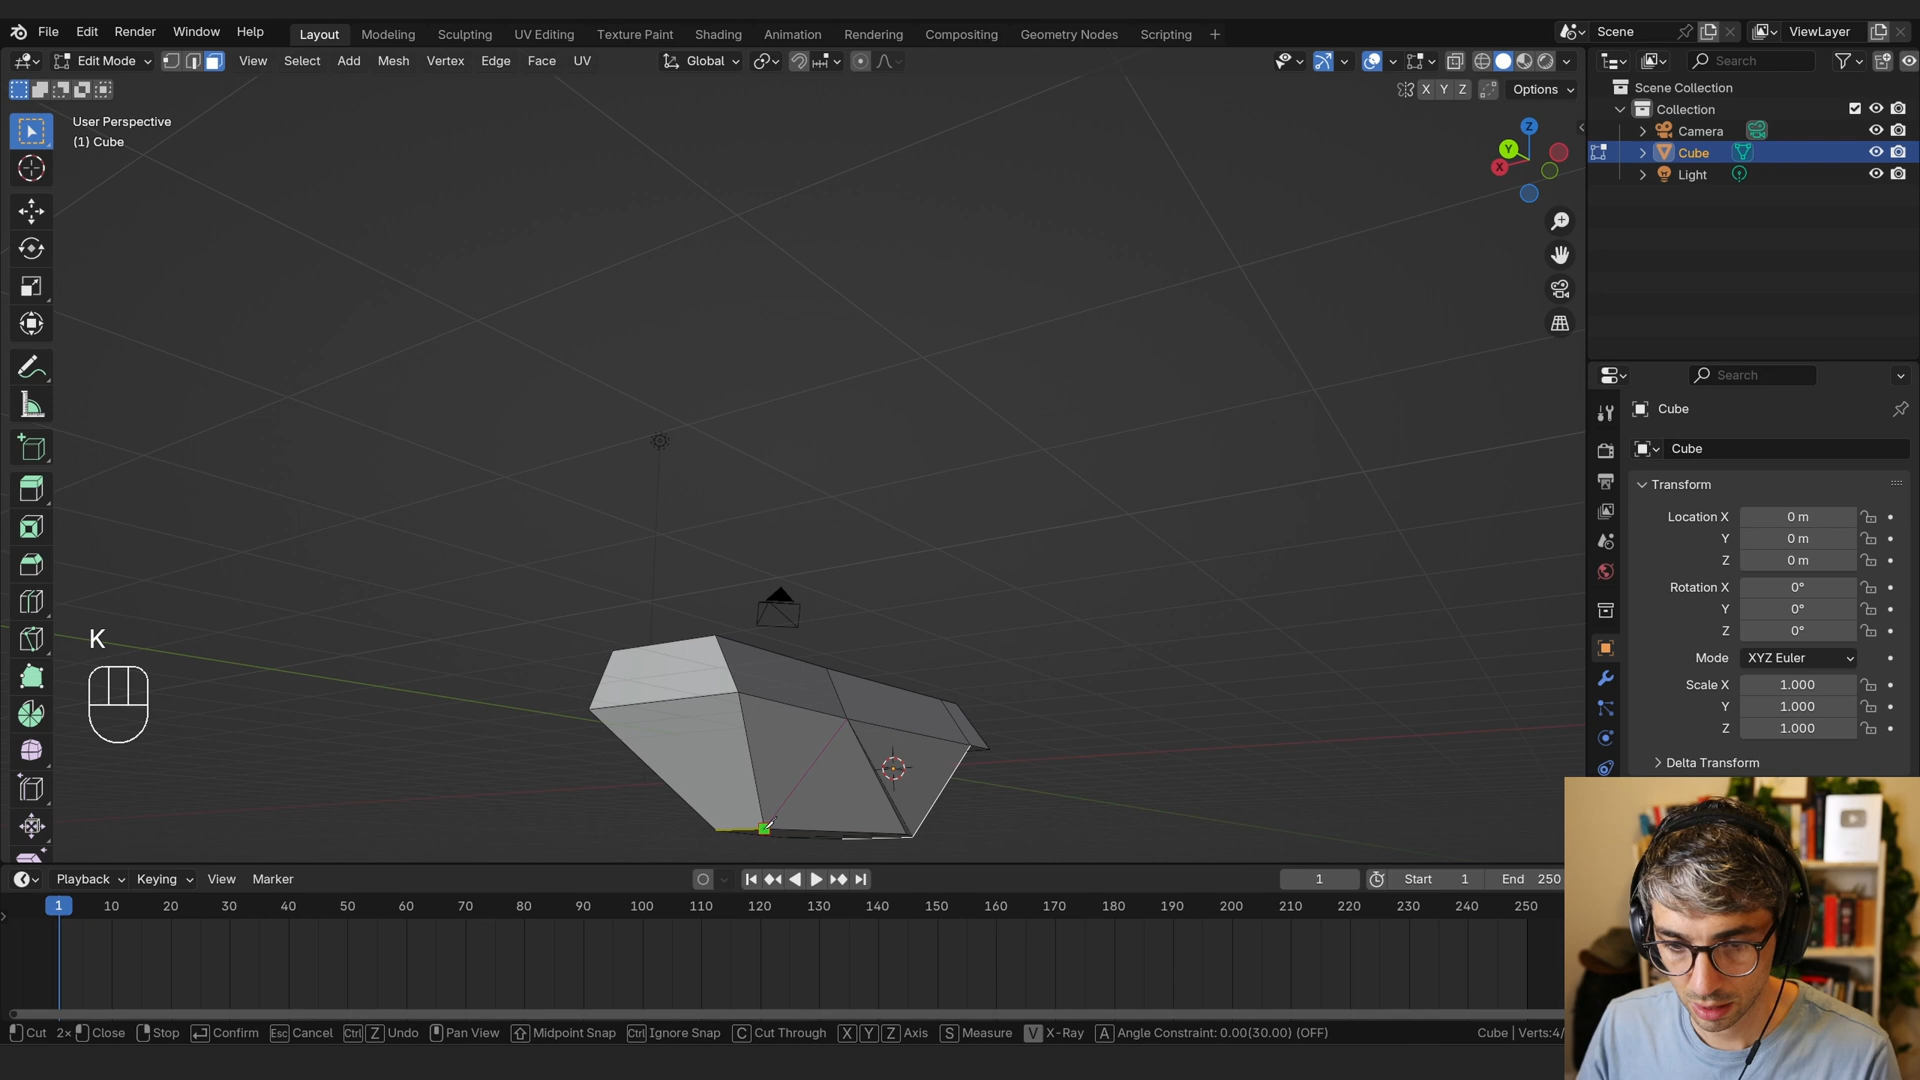 File Edit Render Window Help Layout Modeling Sculpting UV Editing Texture Paint Shading Animation Rendering Compositing Geometry Nodes Scripting + Scene ViewLayer
Edit Mode View Select Add Mesh Vertex Edge Face UV Global Search
X Y Z Options
Scene Collection
Collection
Camera
Cube
Light
User Perspective
(1) Cube
Z
Y
X
Search
Cube
Cube
Transform
Location X 0 m
Y 0 m
Z 0 m
Rotation X 0°
Y 0°
Z 0°
Mode XYZ Euler
Scale X 1.000
Y 1.000
Z 1.000
Delta Transform
K
Playback Keying View Marker 1 Start 1 End 250
1 10 20 30 40 50 60 70 80 90 100 110 120 130 140 150 160 170 180 190 200 210 220 230 240 250
Cut 2× Close Stop Confirm Esc Cancel Ctrl Z Undo Pan View Midpoint Snap Ctrl Ignore Snap C Cut Through X Y Z Axis S Measure V X-Ray A Angle Constraint: 0.00(30.00) (OFF) Cube | Verts:4/